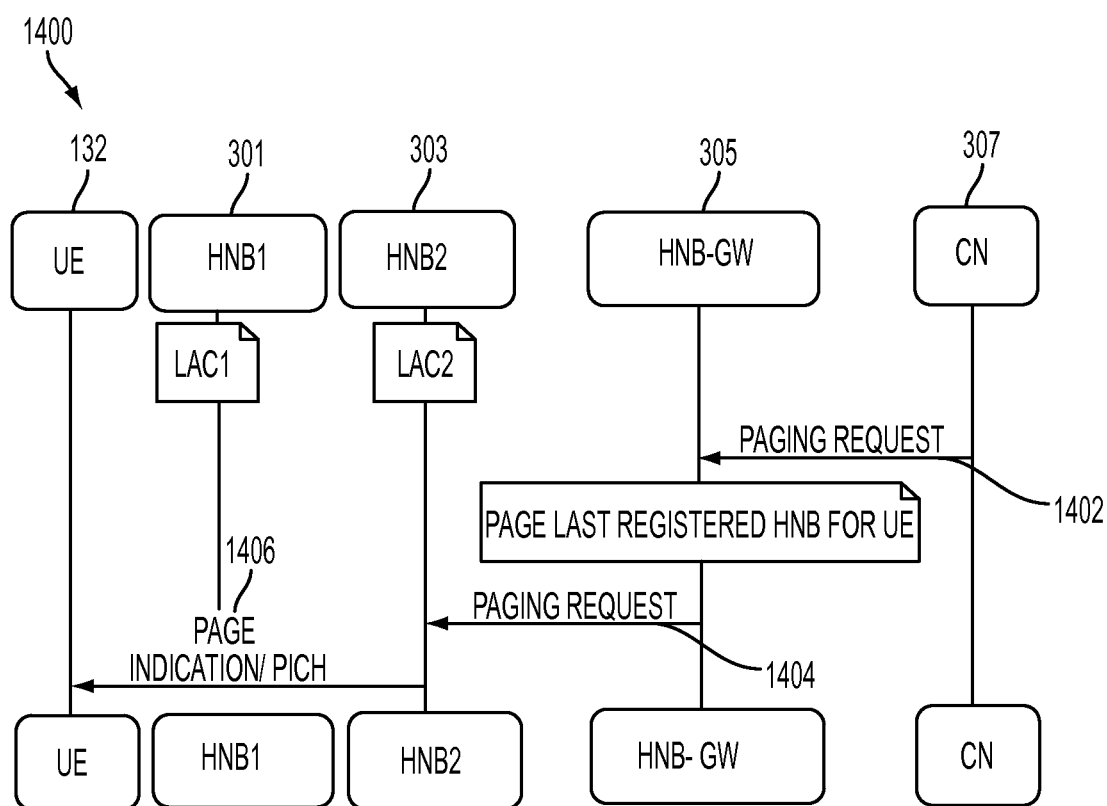 1400
132
301
303
305
307
UE
HNB1
HNB2
HNB-GW
CN
LAC1
LAC2
PAGING REQUEST
1402
PAGE LAST REGISTERED HNB FOR UE
1406
PAGING REQUEST
PAGE
INDICATION/ PICH
1404
UE
HNB1
HNB2
HNB- GW
CN